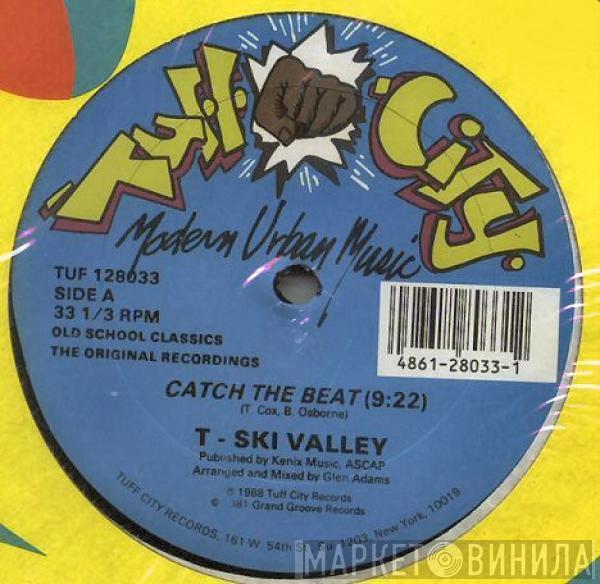 Tuff City
Modern Urban Music
TUF 128033
SIDE A
33 1/3 RPM
OLD SCHOOL CLASSICS
THE ORIGINAL RECORDINGS
4861-28033-1
CATCH THE BEAT (9:22)
(T. Cox, B. Osborne)
T - SKI VALLEY
Published by Kenix Music, ASCAP
Arranged and Mixed by Glen Adams
℗ 1988 Tuff City Records
© 1981 Grand Groove Records
TUFF CITY RECORDS, 161 W. 54th St., Suite 1203, New York, 10019
МАРКЕТ ВИНИЛА